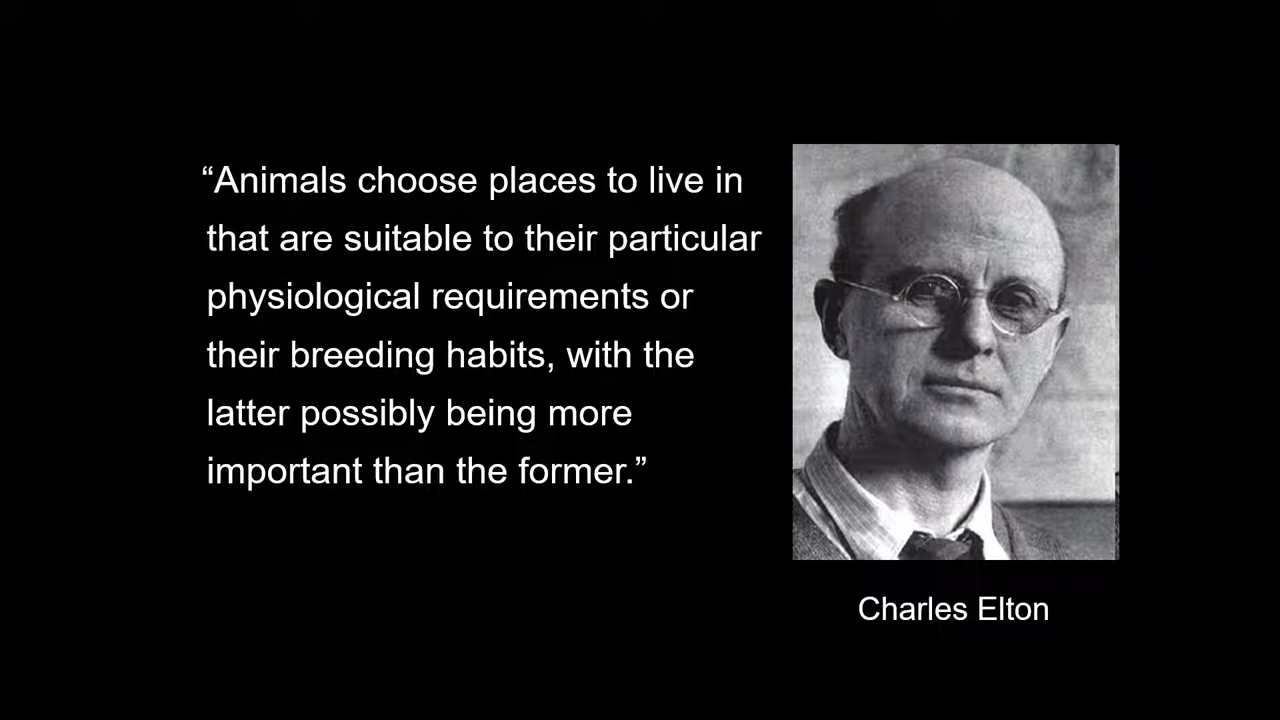 “Animals choose places to live in
that are suitable to their particular
physiological requirements or
their breeding habits, with the
latter possibly being more
important than the former.”
Charles Elton